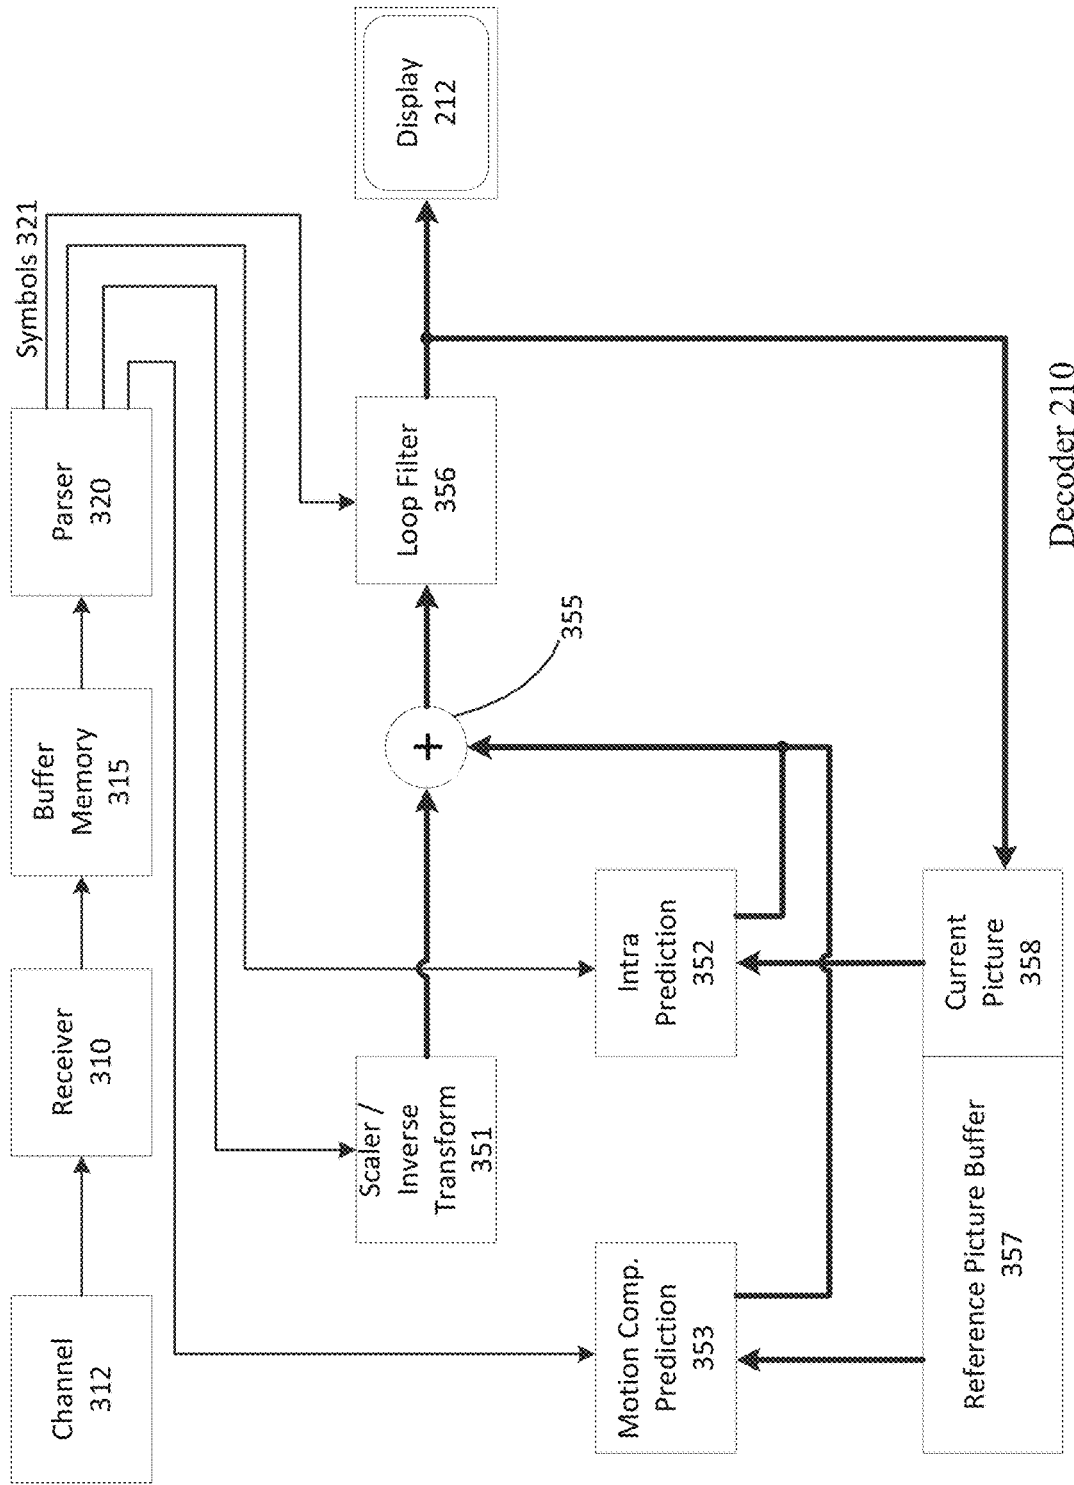 Channel
312
Receiver
310
Buffer
Memory
315
Parser
320
Symbols 321
Scaler /
Inverse
Transform
351
+
355
Loop Filter
356
Display
212
Motion Comp.
Prediction
353
Intra
Prediction
352
Reference Picture Buffer
357
Current
Picture
358
Decoder 210